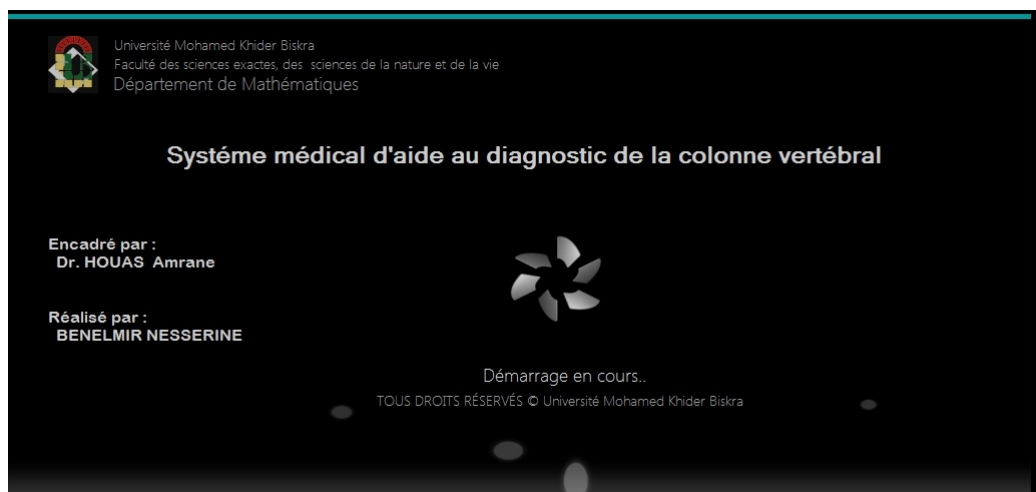 Université Mohamed Khider Biskra
Faculté des sciences exactes, des sciences de la nature et de la vie
Département de Mathématiques
Systéme médical d'aide au diagnostic de la colonne vertébral
Encadré par :
Dr. HOUAS Amrane
Réalisé par :
BENELMIR NESSERINE
Démarrage en cours..
TOUS DROITS RÉSERVÉS © Université Mohamed Khider Biskra